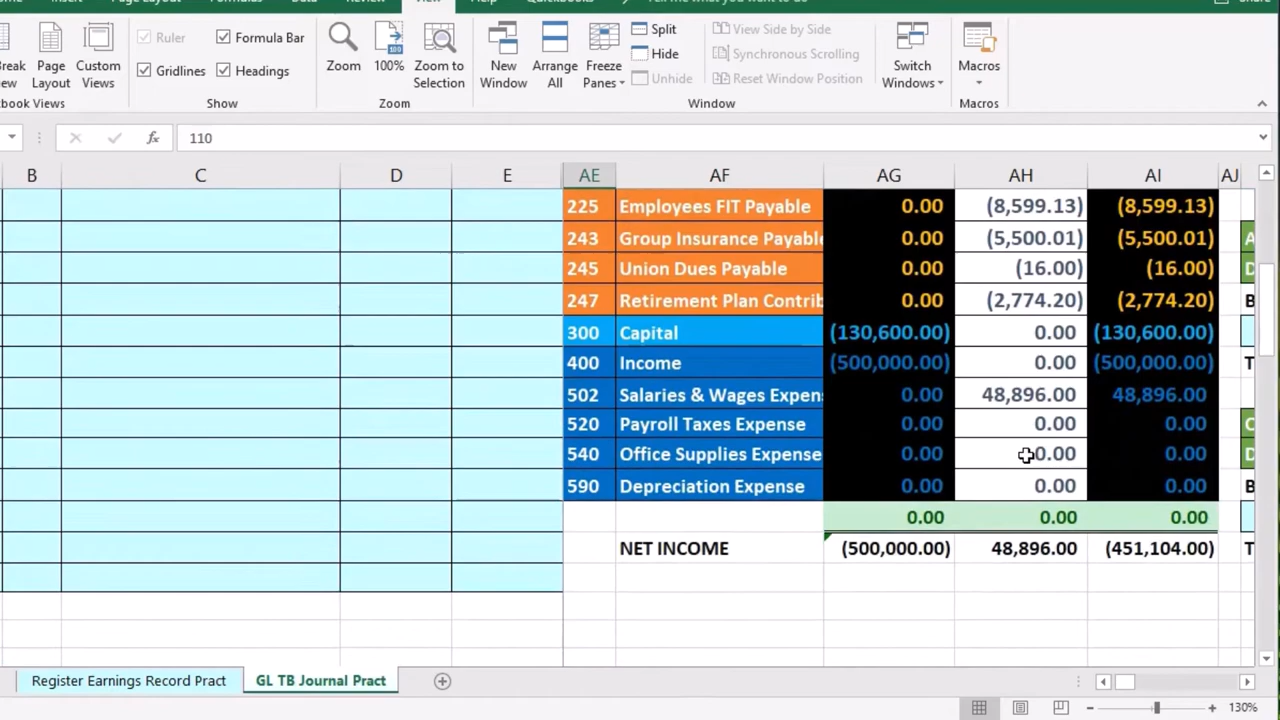 View Help
Ruler Formula Bar Gridlines Headings Show
Page Layout Custom Views
Zoom 100% Zoom to Selection Zoom
New Window Arrange All Freeze Panes Split Hide Unhide View Side by Side Synchronous Scrolling Reset Window Position Switch Windows Window
Macros Macros
fx 110
B C D E AE AF AG AH AI AJ
225 Employees FIT Payable 0.00 (8,599.13) (8,599.13)
243 Group Insurance Payable 0.00 (5,500.01) (5,500.01)
245 Union Dues Payable 0.00 (16.00) (16.00)
247 Retirement Plan Contrib 0.00 (2,774.20) (2,774.20) B
300 Capital (130,600.00) 0.00 (130,600.00)
400 Income (500,000.00) 0.00 (500,000.00) T
502 Salaries & Wages Expen 0.00 48,896.00 48,896.00
520 Payroll Taxes Expense 0.00 0.00 0.00
540 Office Supplies Expense 0.00 0.00 0.00
590 Depreciation Expense 0.00 0.00 0.00 B
0.00 0.00 0.00
NET INCOME (500,000.00) 48,896.00 (451,104.00) T
Register Earnings Record Pract GL TB Journal Pract
130%